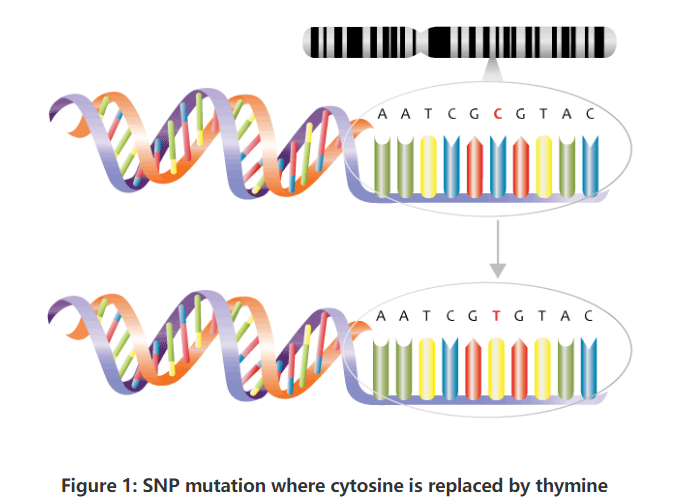 A A T C G C G T A C
A A T C G T G T A C
Figure 1: SNP mutation where cytosine is replaced by thymine